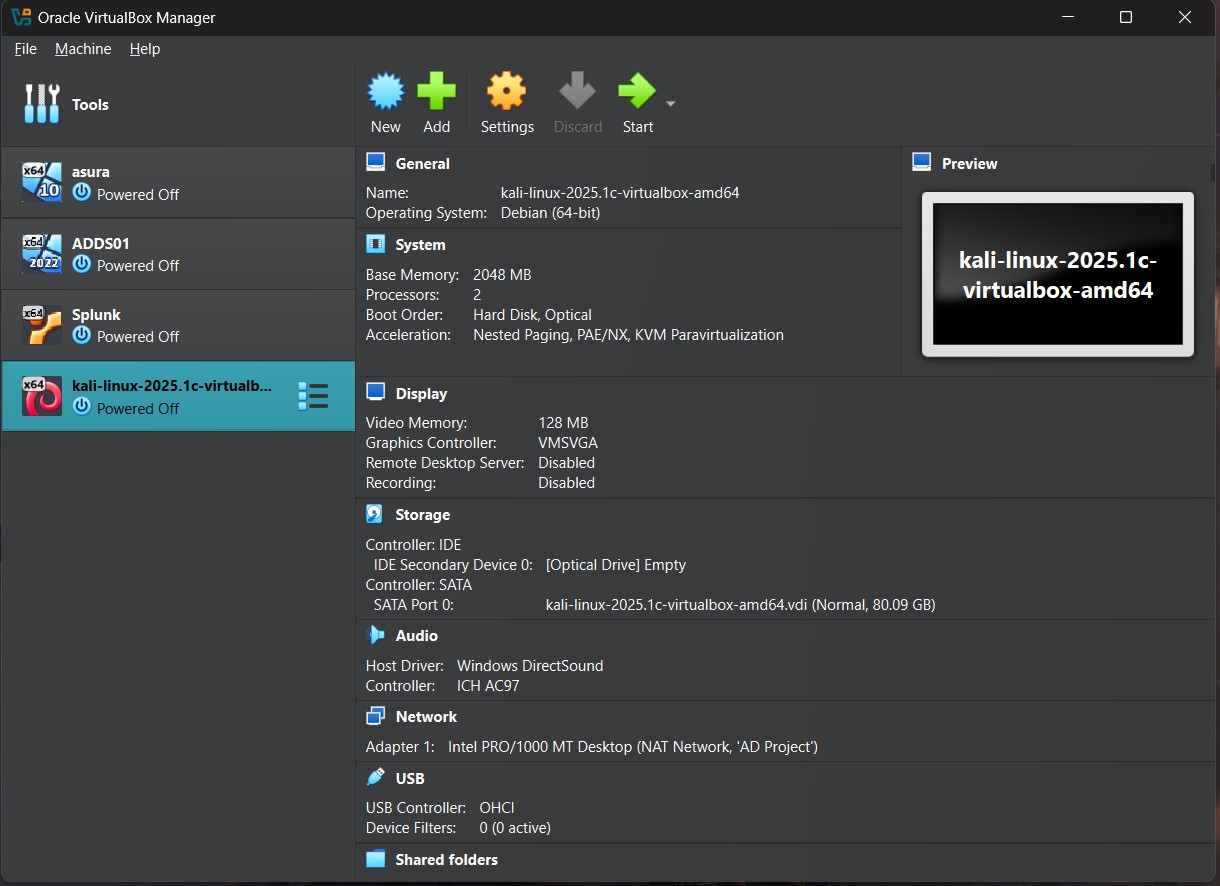 Oracle VirtualBox Manager
File Machine Help
Tools
New Add Settings Discard Start
x64
10
asura
Powered Off
x64
2022
ADDS01
Powered Off
x64
Splunk
Powered Off
x64
kali-linux-2025.1c-virtualb...
Powered Off
General
Name: kali-linux-2025.1c-virtualbox-amd64
Operating System: Debian (64-bit)
System
Base Memory: 2048 MB
Processors: 2
Boot Order: Hard Disk, Optical
Acceleration: Nested Paging, PAE/NX, KVM Paravirtualization
Preview
kali-linux-2025.1c-
virtualbox-amd64
Display
Video Memory: 128 MB
Graphics Controller: VMSVGA
Remote Desktop Server: Disabled
Recording: Disabled
Storage
Controller: IDE
IDE Secondary Device 0: [Optical Drive] Empty
Controller: SATA
SATA Port 0: kali-linux-2025.1c-virtualbox-amd64.vdi (Normal, 80.09 GB)
Audio
Host Driver: Windows DirectSound
Controller: ICH AC97
Network
Adapter 1: Intel PRO/1000 MT Desktop (NAT Network, 'AD Project')
USB
USB Controller: OHCI
Device Filters: 0 (0 active)
Shared folders